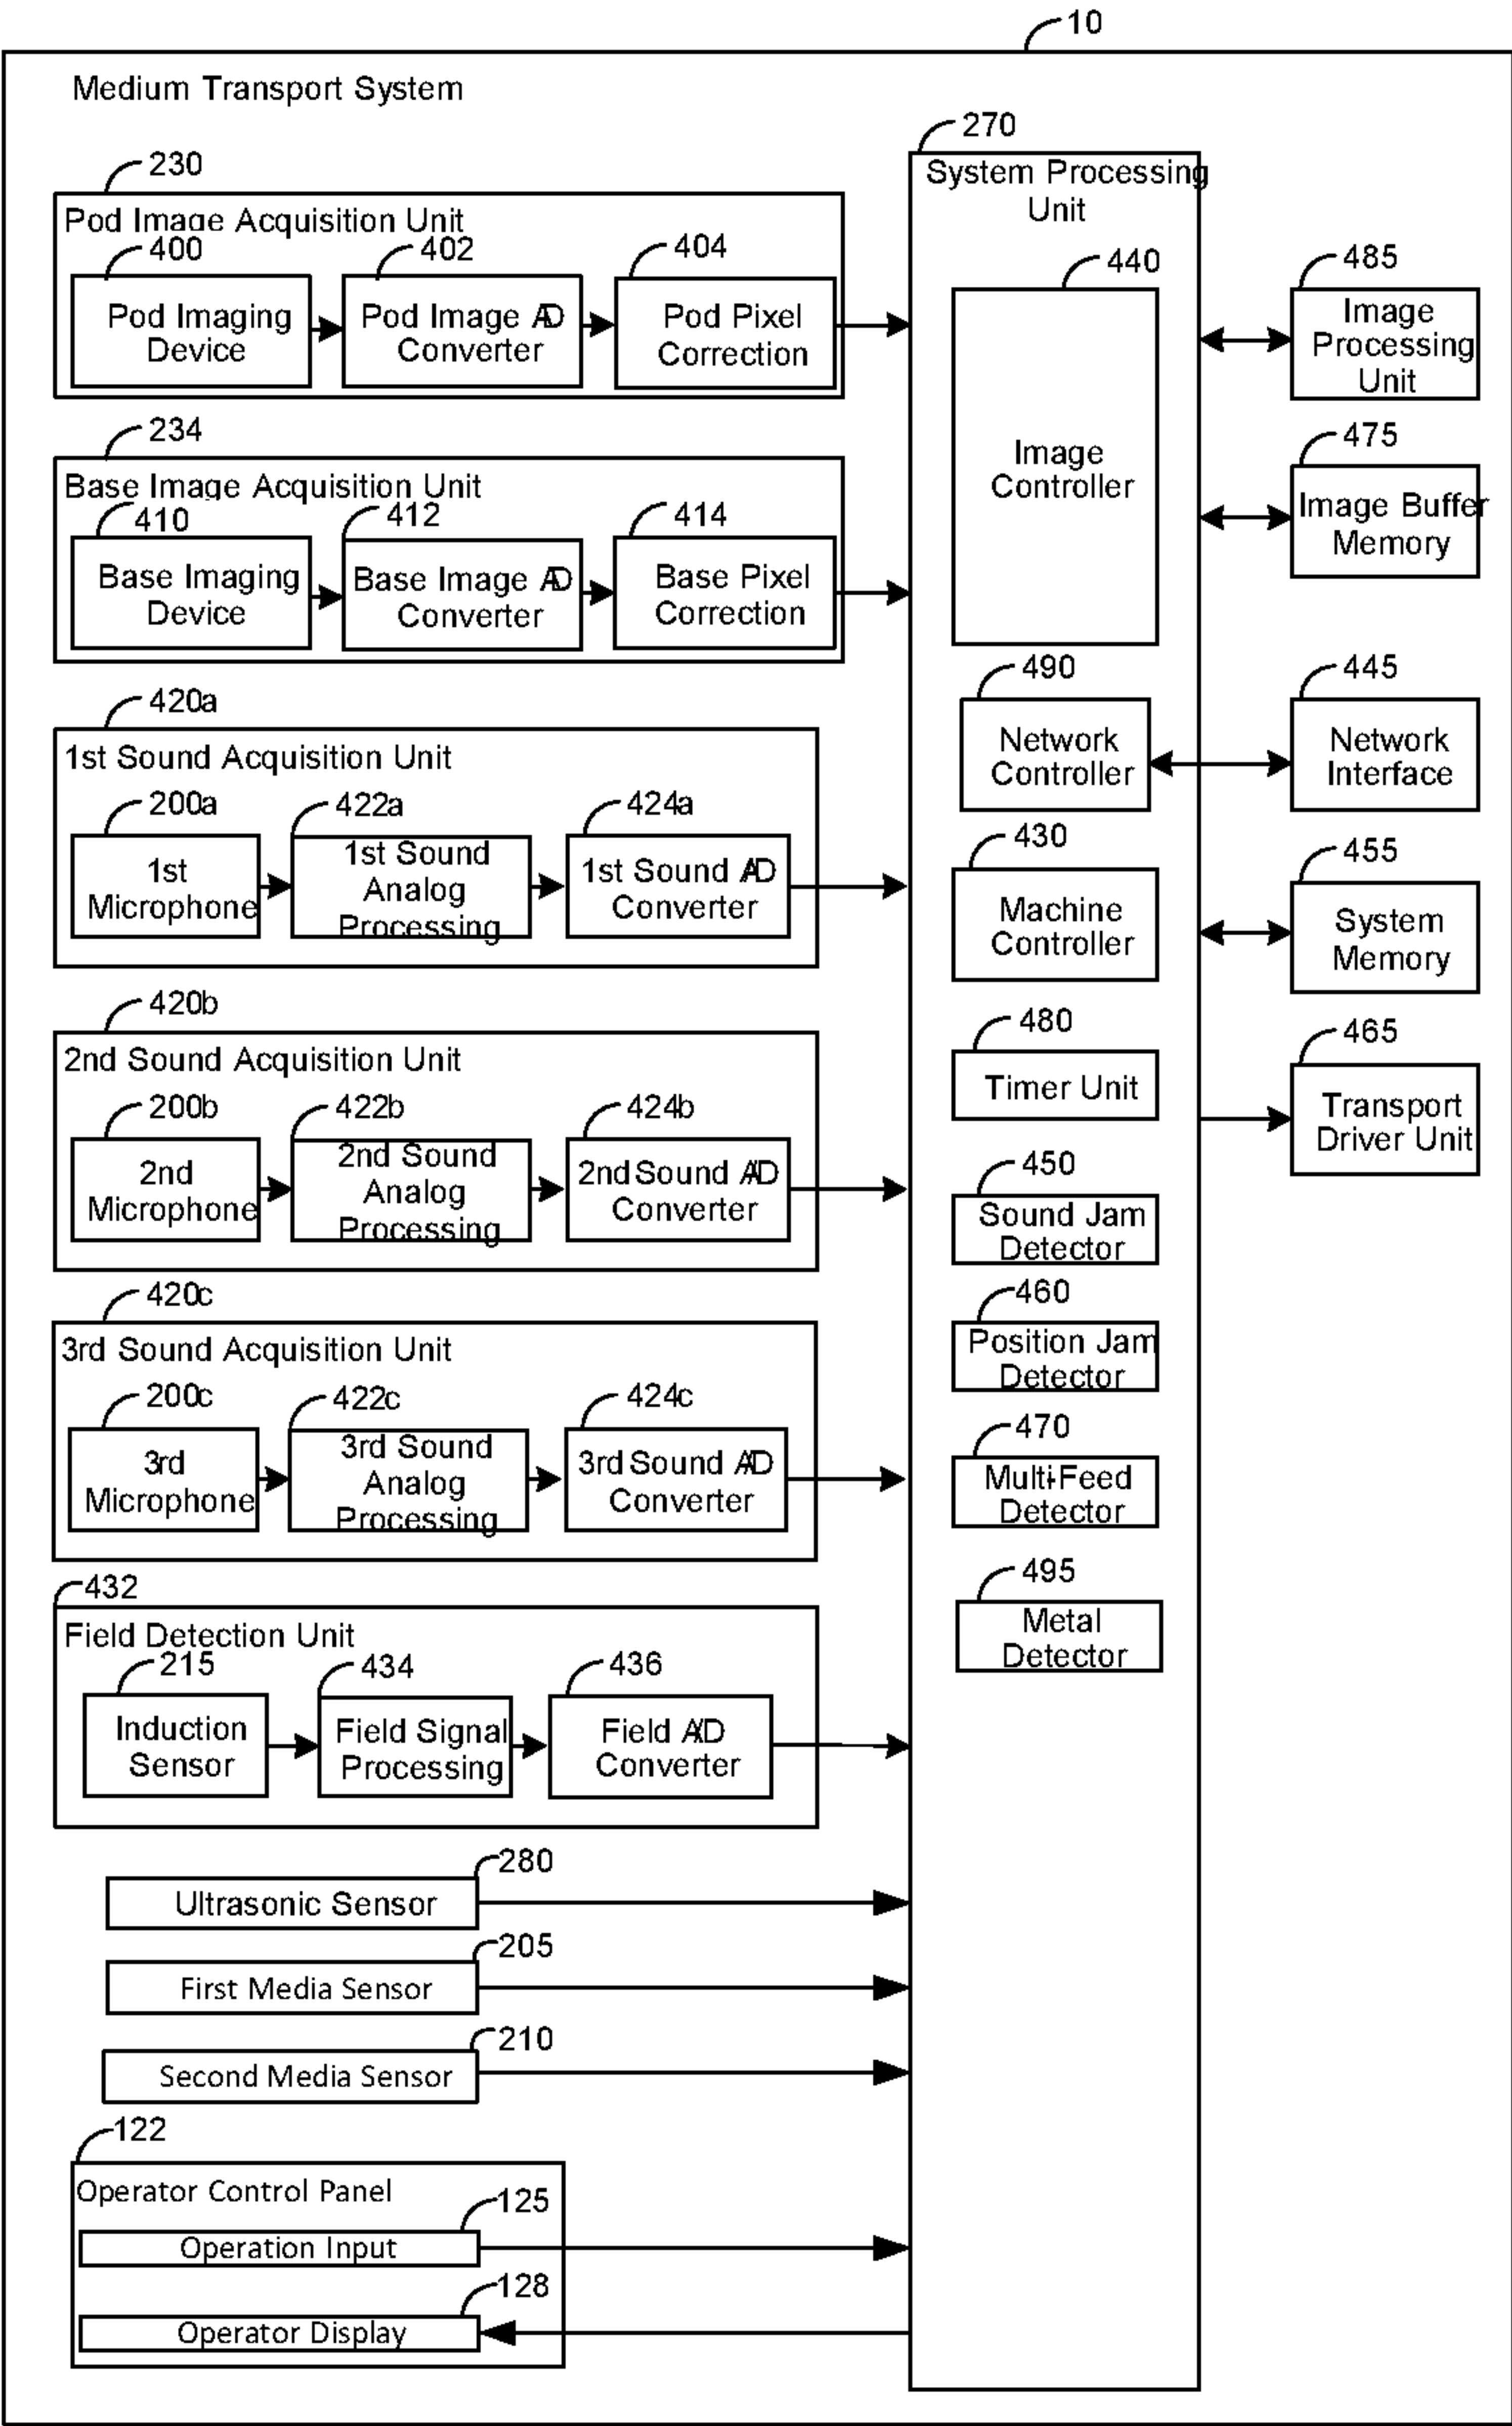 10
Medium Transport System
230
Pod Image Acquisition Unit
400
402
404
Pod Imaging
Device
Pod Image A/D
Converter
Pod Pixel
Correction
234
Base Image Acquisition Unit
410
412
414
Base Imaging
Device
Base Image A/D
Converter
Base Pixel
Correction
420a
1st Sound Acquisition Unit
200a
422a
424a
1st
Microphone
1st Sound
Analog
Processing
1st Sound A/D
Converter
420b
2nd Sound Acquisition Unit
200b
422b
424b
2nd
Microphone
2nd Sound
Analog
Processing
2nd Sound A/D
Converter
420c
3rd Sound Acquisition Unit
200c
422c
424c
3rd
Microphone
3rd Sound
Analog
Processing
3rd Sound A/D
Converter
432
Field Detection Unit
215
434
436
Induction
Sensor
Field Signal
Processing
Field A/D
Converter
280
Ultrasonic Sensor
205
First Media Sensor
210
Second Media Sensor
122
Operator Control Panel
125
Operation Input
128
Operator Display
270
System Processing
Unit
440
Image
Controller
490
Network
Controller
430
Machine
Controller
480
Timer Unit
450
Sound Jam
Detector
460
Position Jam
Detector
470
Multi-Feed
Detector
495
Metal
Detector
485
Image
Processing
Unit
475
Image Buffer
Memory
445
Network
Interface
455
System
Memory
465
Transport
Driver Unit